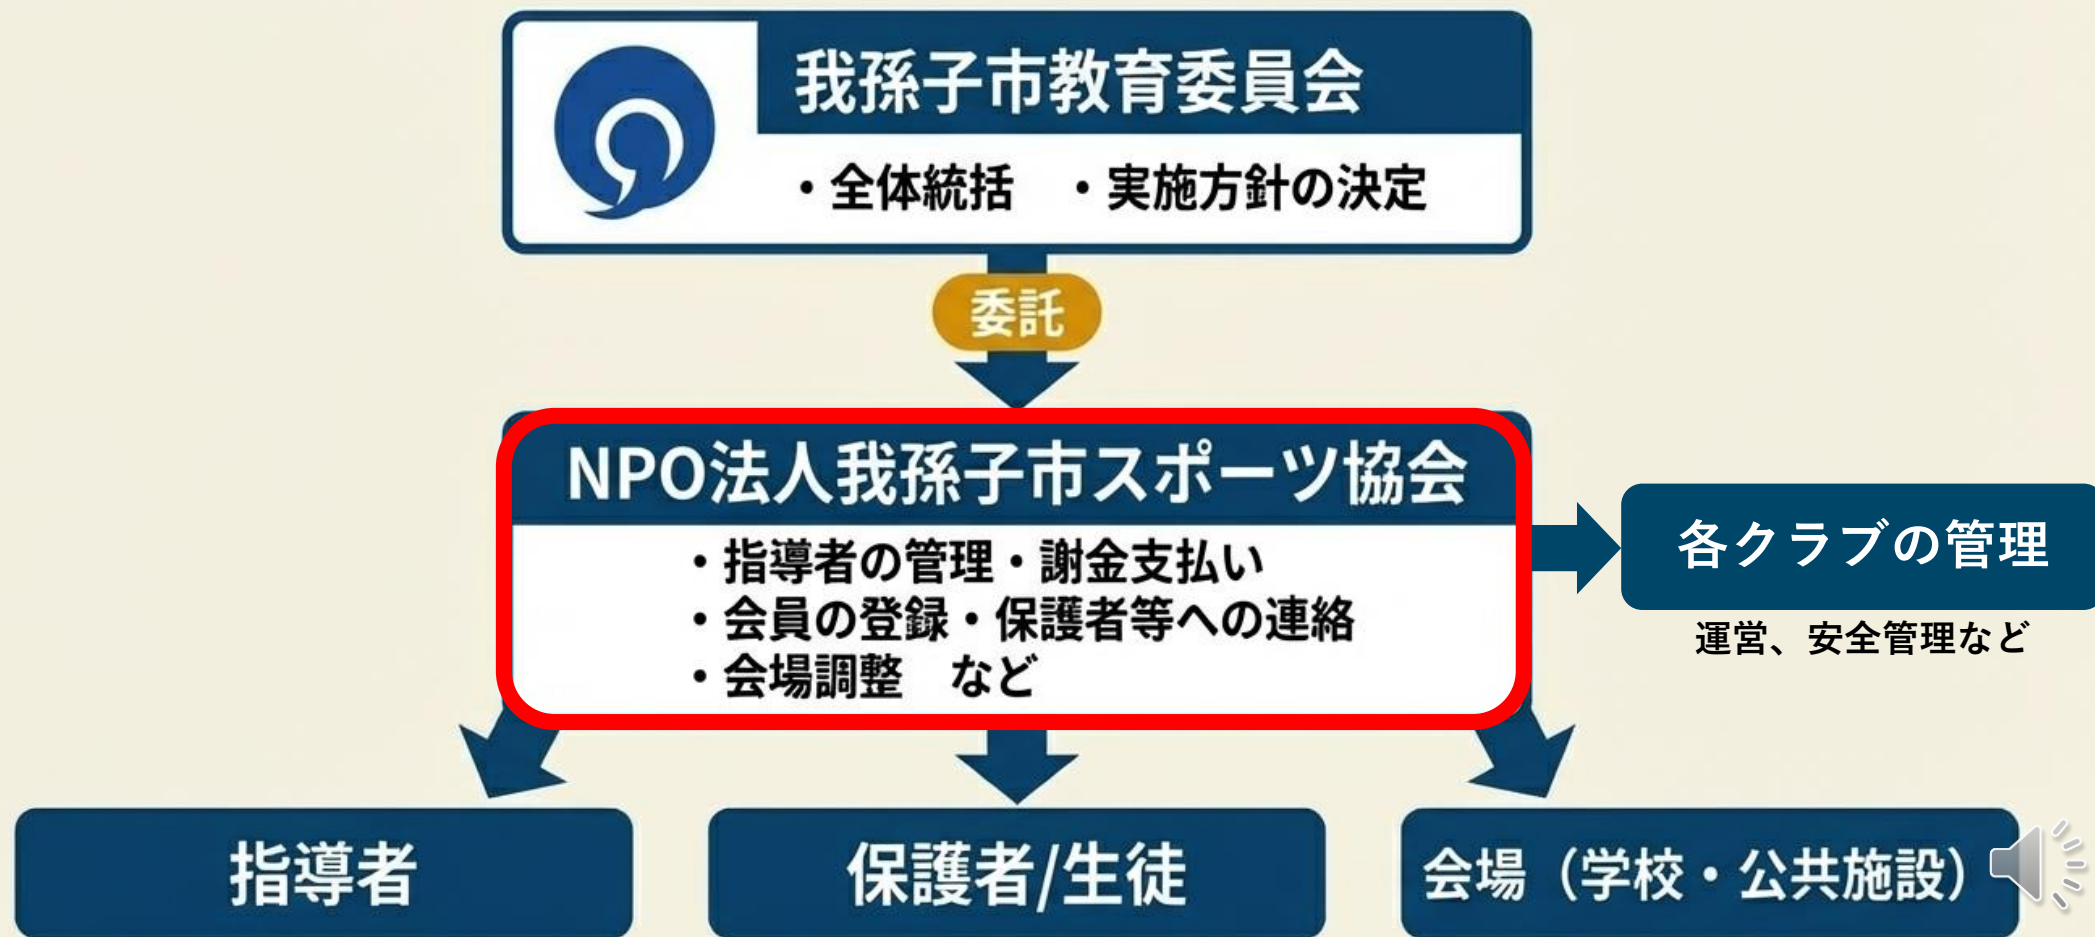 我孫子市教育委員会
・全体統括　・実施方針の決定
委託
NPO法人我孫子市スポーツ協会
・指導者の管理・謝金支払い
・会員の登録・保護者等への連絡
・会場調整　など
各クラブの管理
運営、安全管理など
指導者
保護者/生徒
会場（学校・公共施設）